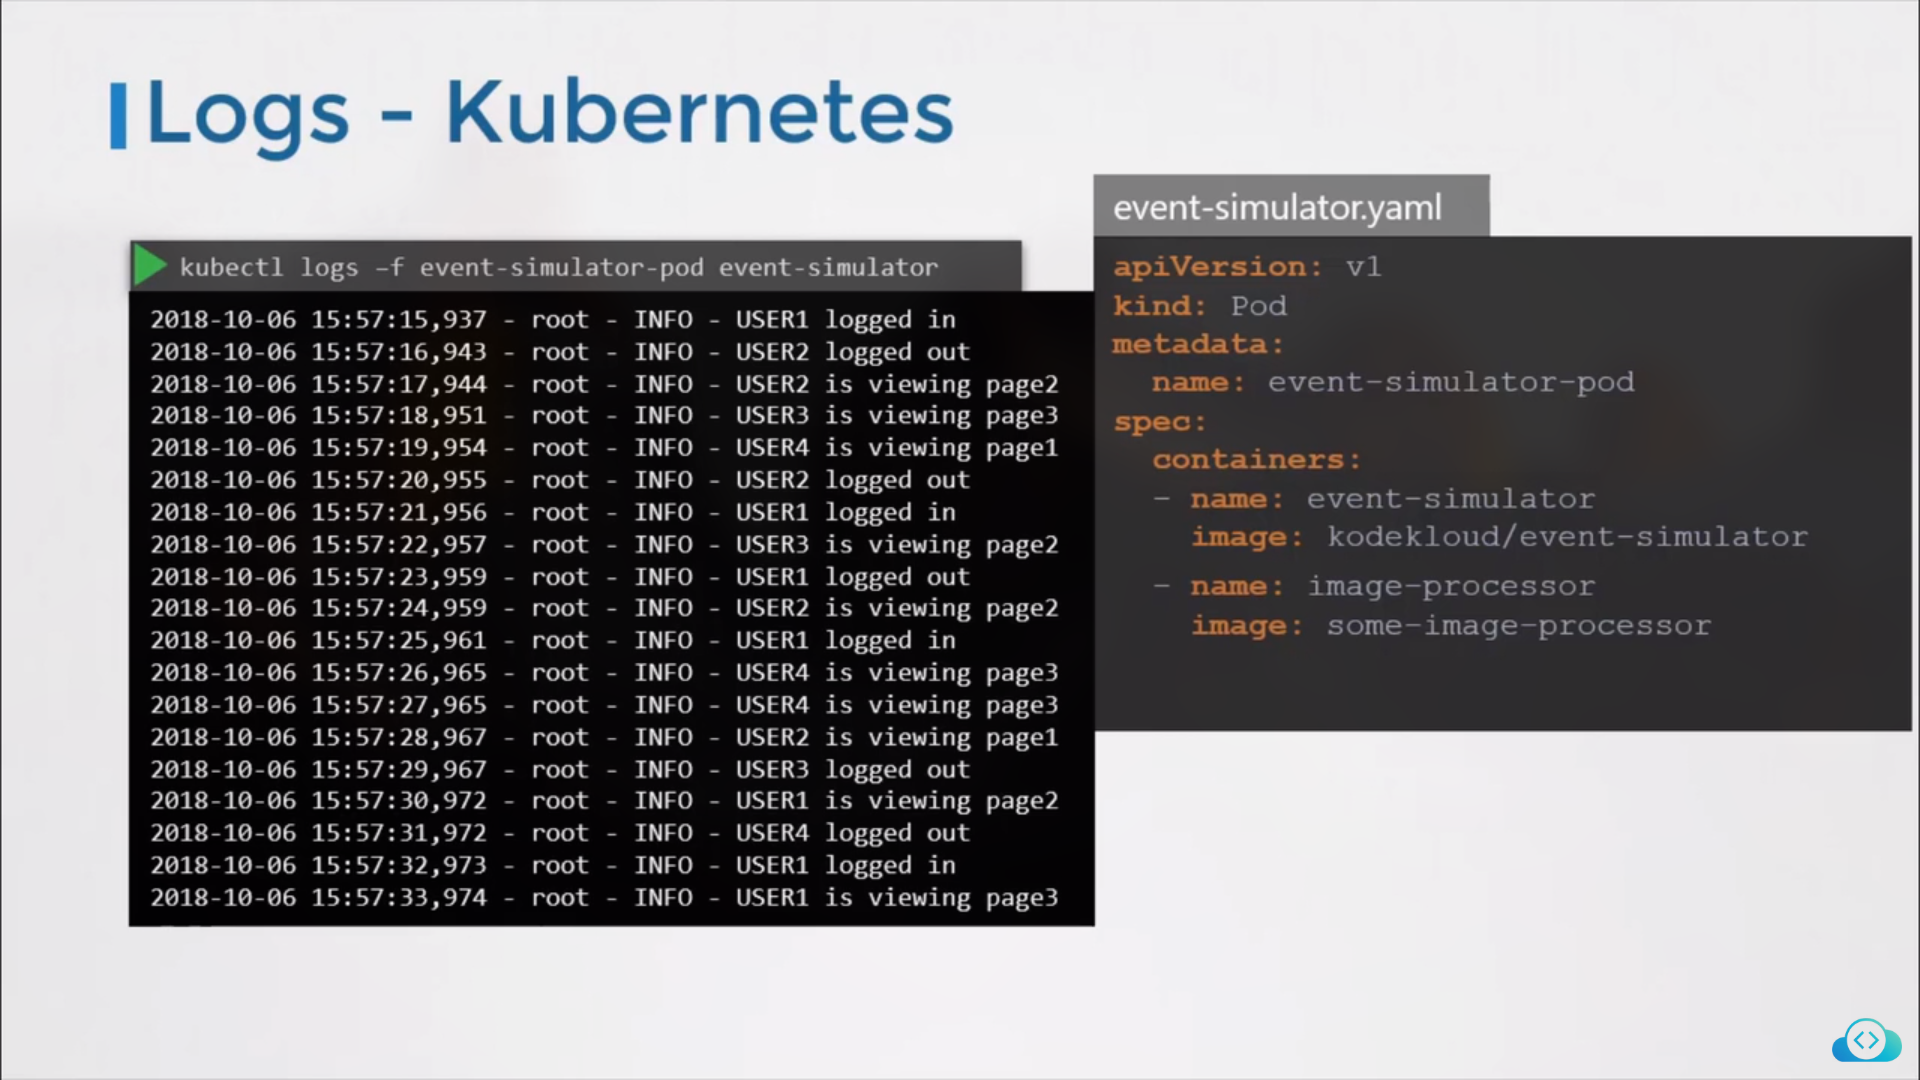 Logs - Kubernetes
kubectl logs –f event-simulator-pod event-simulator
2018-10-06 15:57:15,937 - root - INFO - USER1 logged in
2018-10-06 15:57:16,943 - root - INFO - USER2 logged out
2018-10-06 15:57:17,944 - root - INFO - USER2 is viewing page2
2018-10-06 15:57:18,951 - root - INFO - USER3 is viewing page3
2018-10-06 15:57:19,954 - root - INFO - USER4 is viewing page1
2018-10-06 15:57:20,955 - root - INFO - USER2 logged out
2018-10-06 15:57:21,956 - root - INFO - USER1 logged in
2018-10-06 15:57:22,957 - root - INFO - USER3 is viewing page2
2018-10-06 15:57:23,959 - root - INFO - USER1 logged out
2018-10-06 15:57:24,959 - root - INFO - USER2 is viewing page2
2018-10-06 15:57:25,961 - root - INFO - USER1 logged in
2018-10-06 15:57:26,965 - root - INFO - USER4 is viewing page3
2018-10-06 15:57:27,965 - root - INFO - USER4 is viewing page3
2018-10-06 15:57:28,967 - root - INFO - USER2 is viewing page1
2018-10-06 15:57:29,967 - root - INFO - USER3 logged out
2018-10-06 15:57:30,972 - root - INFO - USER1 is viewing page2
2018-10-06 15:57:31,972 - root - INFO - USER4 logged out
2018-10-06 15:57:32,973 - root - INFO - USER1 logged in
2018-10-06 15:57:33,974 - root - INFO - USER1 is viewing page3
event-simulator.yaml
apiVersion: v1
kind: Pod
metadata:
  name: event-simulator-pod
spec:
  containers:
  - name: event-simulator
    image: kodekloud/event-simulator
  - name: image-processor
    image: some-image-processor